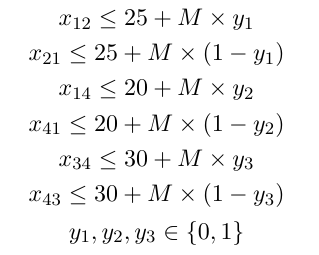 x₁₂ ≤ 25 + M × y₁
x₂₁ ≤ 25 + M × (1 − y₁)
x₁₄ ≤ 20 + M × y₂
x₄₁ ≤ 20 + M × (1 − y₂)
x₃₄ ≤ 30 + M × y₃
x₄₃ ≤ 30 + M × (1 − y₃)
y₁, y₂, y₃ ∈ {0, 1}